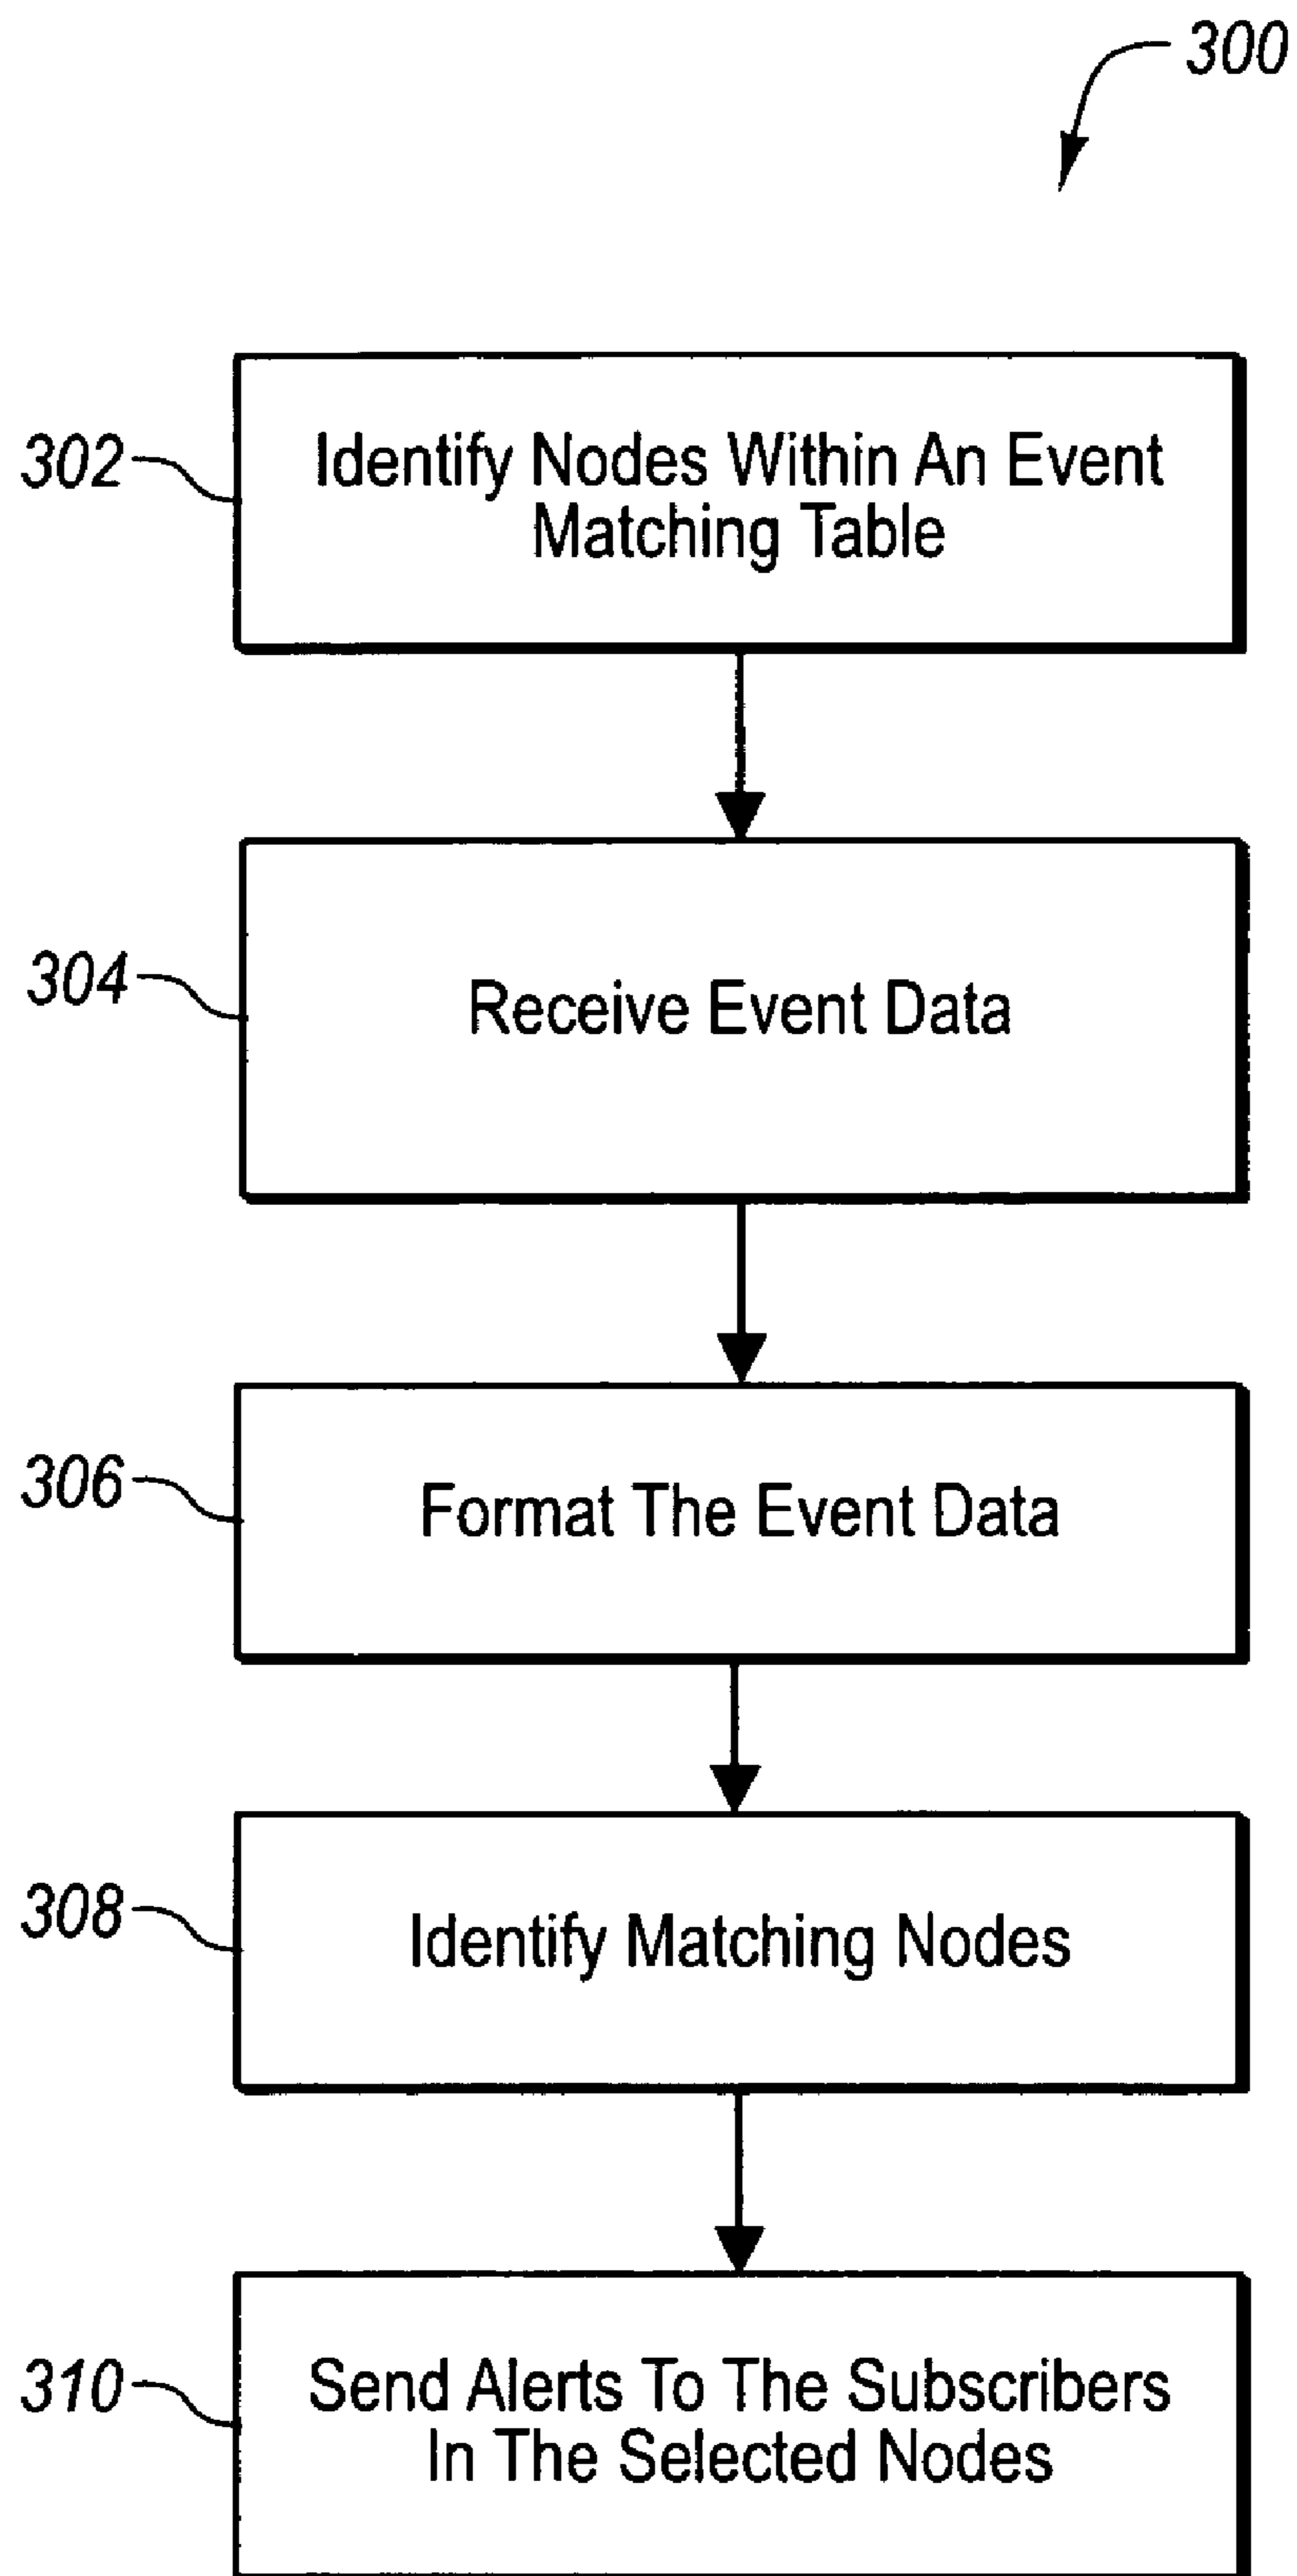 300
302
Identify Nodes Within An Event
Matching Table
304
Receive Event Data
306
Format The Event Data
308
Identify Matching Nodes
310
Send Alerts To The Subscribers
In The Selected Nodes